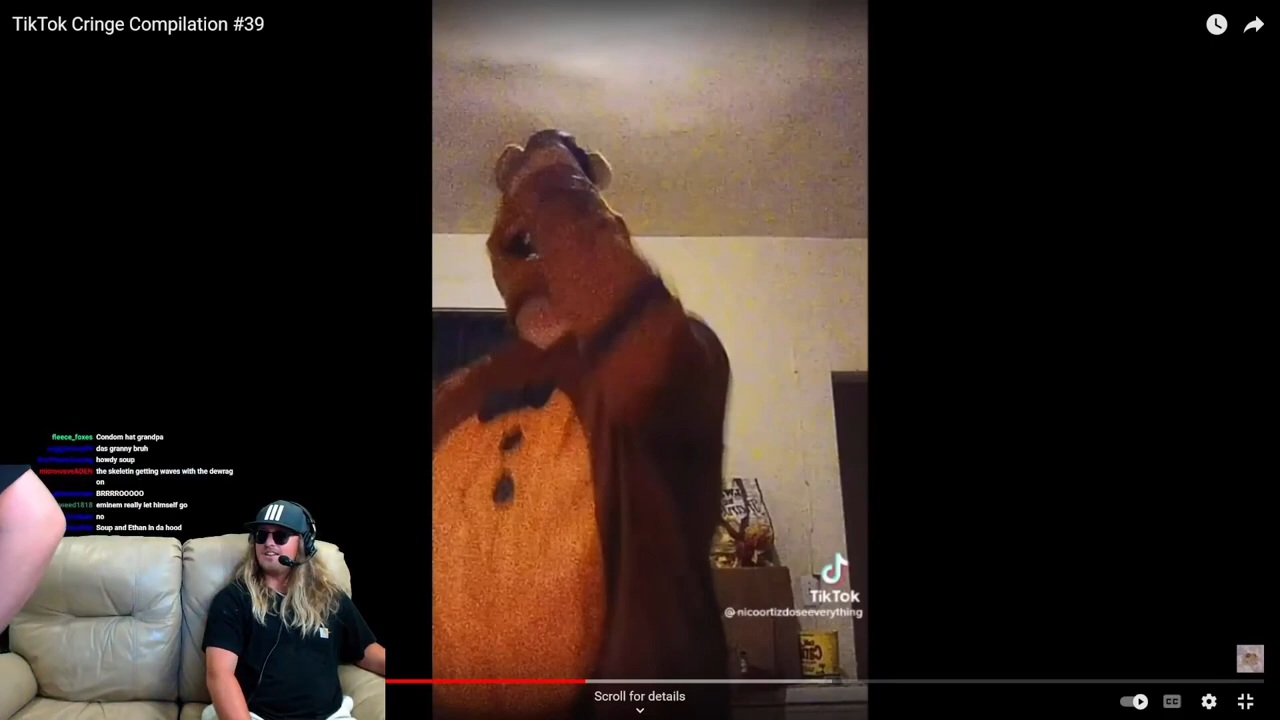 TikTok Cringe Compilation #39
fleece_foxes Condom hat grandpa
das granny bruh
howdy soup
the skeletin getting waves with the dewrag
on
BRRRROOOOO
eminem really let himself go
no
Soup and Ethan in da hood
TikTok
@nicoortizdoseeverything
Scroll for details
CC